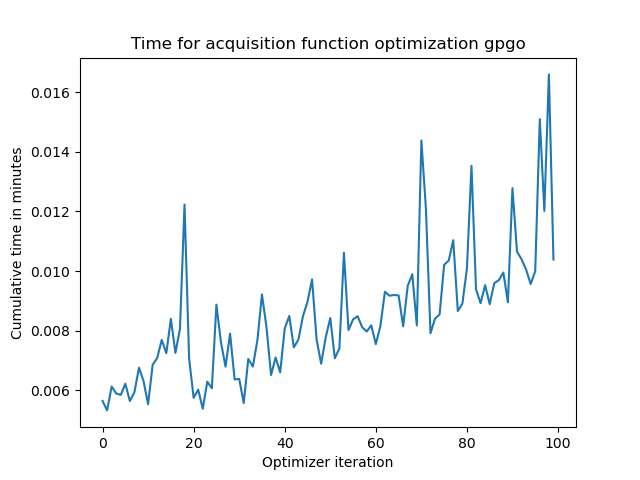 Time for acquisition function optimization gpgo
Cumulative time in minutes
0.016
0.014
0.012
0.010
0.008
0.006
0 20 40 60 80 100
Optimizer iteration